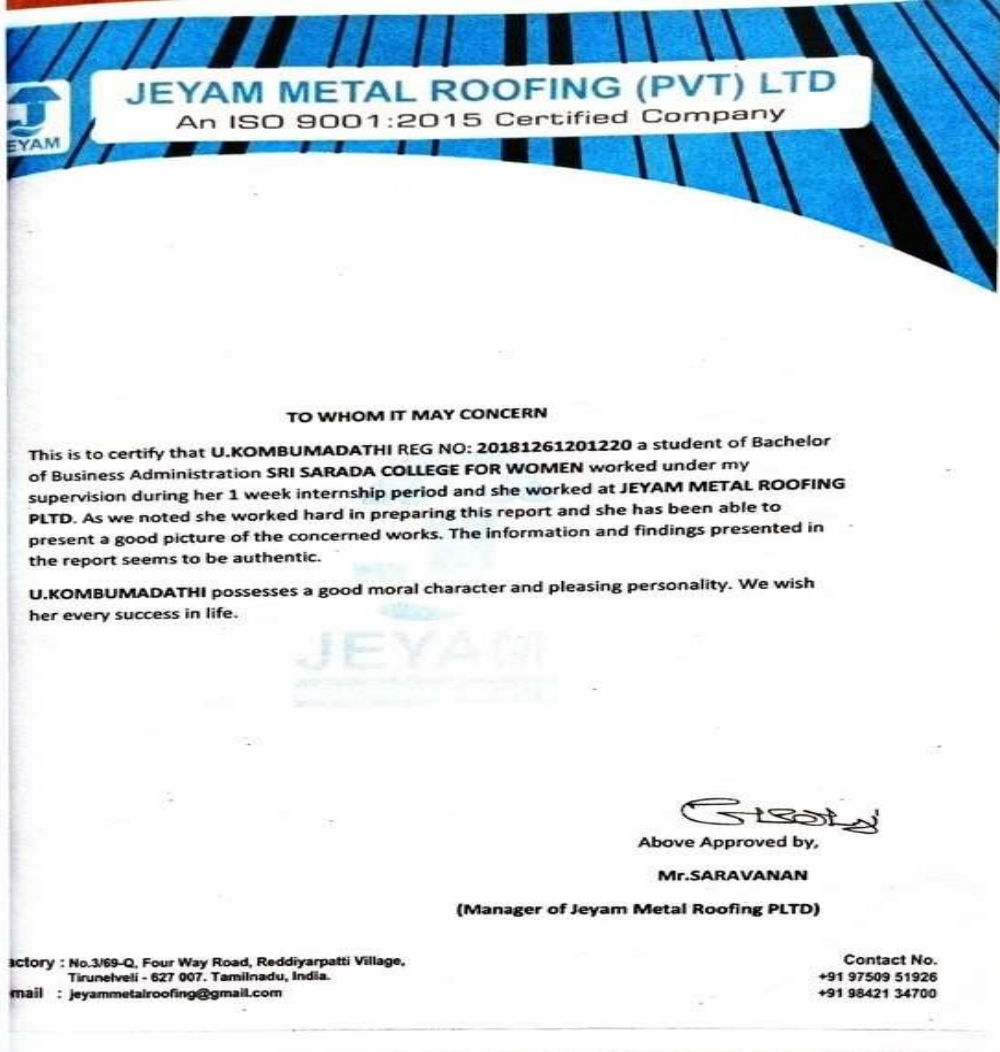 JEYAM METAL ROOFING (PVT) LTD
An ISO 9001:2015 Certified Company
EYAM
TO WHOM IT MAY CONCERN
This is to certify that U.KOMBUMADATHI REG NO: 20181261201220 a student of Bachelor
of Business Administration SRI SARADA COLLEGE FOR WOMEN worked under my
supervision during her 1 week internship period and she worked at JEYAM METAL ROOFING
PLTD. As we noted she worked hard in preparing this report and she has been able to
present a good picture of the concerned works. The information and findings presented in
the report seems to be authentic.
U.KOMBUMADATHI possesses a good moral character and pleasing personality. We wish
her every success in life.
JEYAM
Above Approved by,
Mr.SARAVANAN
(Manager of Jeyam Metal Roofing PLTD)
actory : No.3/69-Q, Four Way Road, Reddiyarpatti Village,
Tirunelveli - 627 007. Tamilnadu, India.
mail : jeyammetalroofing@gmail.com
Contact No.
+91 97509 51926
+91 98421 34700